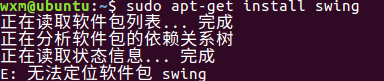 wxm@ubuntu:~$ sudo apt-get install swing
正在读取软件包列表... 完成
正在分析软件包的依赖关系树
正在读取状态信息... 完成
E: 无法定位软件包 swing